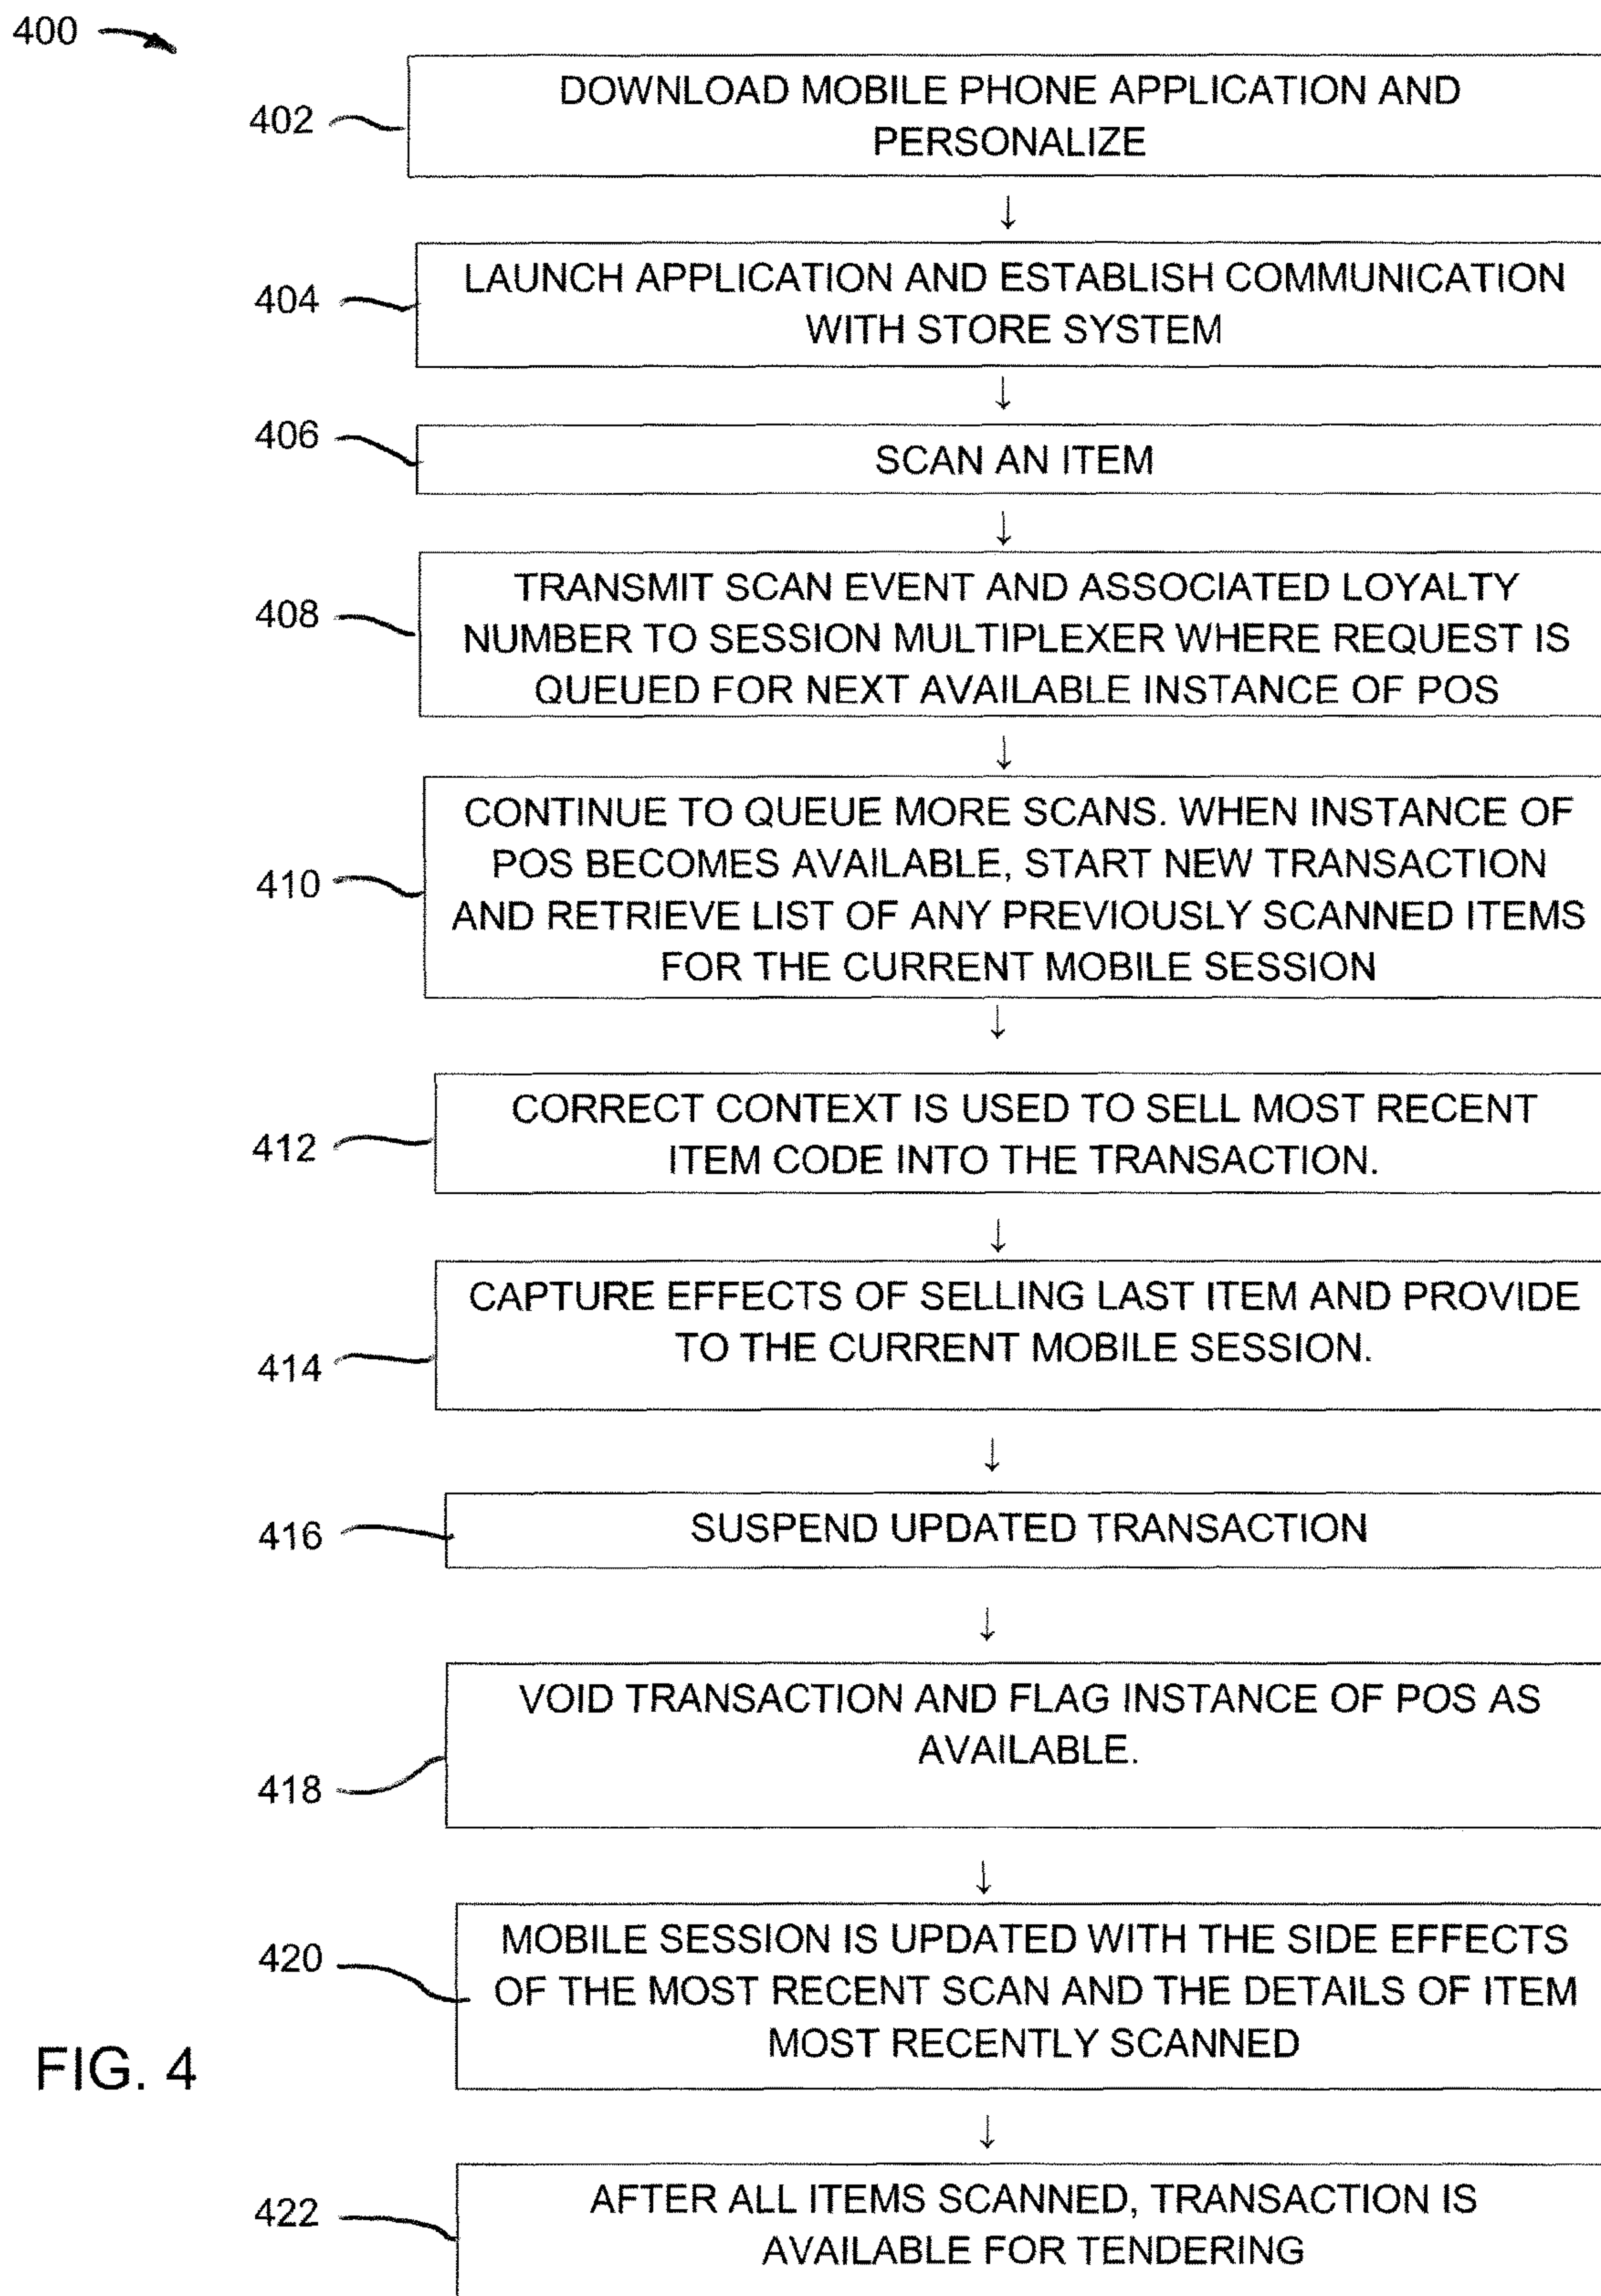 400
402
DOWNLOAD MOBILE PHONE APPLICATION AND
PERSONALIZE
↓
404
LAUNCH APPLICATION AND ESTABLISH COMMUNICATION
WITH STORE SYSTEM
↓
406
SCAN AN ITEM
↓
408
TRANSMIT SCAN EVENT AND ASSOCIATED LOYALTY
NUMBER TO SESSION MULTIPLEXER WHERE REQUEST IS
QUEUED FOR NEXT AVAILABLE INSTANCE OF POS
↓
410
CONTINUE TO QUEUE MORE SCANS. WHEN INSTANCE OF
POS BECOMES AVAILABLE, START NEW TRANSACTION
AND RETRIEVE LIST OF ANY PREVIOUSLY SCANNED ITEMS
FOR THE CURRENT MOBILE SESSION
↓
412
CORRECT CONTEXT IS USED TO SELL MOST RECENT
ITEM CODE INTO THE TRANSACTION.
↓
414
CAPTURE EFFECTS OF SELLING LAST ITEM AND PROVIDE
TO THE CURRENT MOBILE SESSION.
↓
416
SUSPEND UPDATED TRANSACTION
↓
418
VOID TRANSACTION AND FLAG INSTANCE OF POS AS
AVAILABLE.
↓
420
MOBILE SESSION IS UPDATED WITH THE SIDE EFFECTS
OF THE MOST RECENT SCAN AND THE DETAILS OF ITEM
MOST RECENTLY SCANNED
↓
422
AFTER ALL ITEMS SCANNED, TRANSACTION IS
AVAILABLE FOR TENDERING
FIG. 4